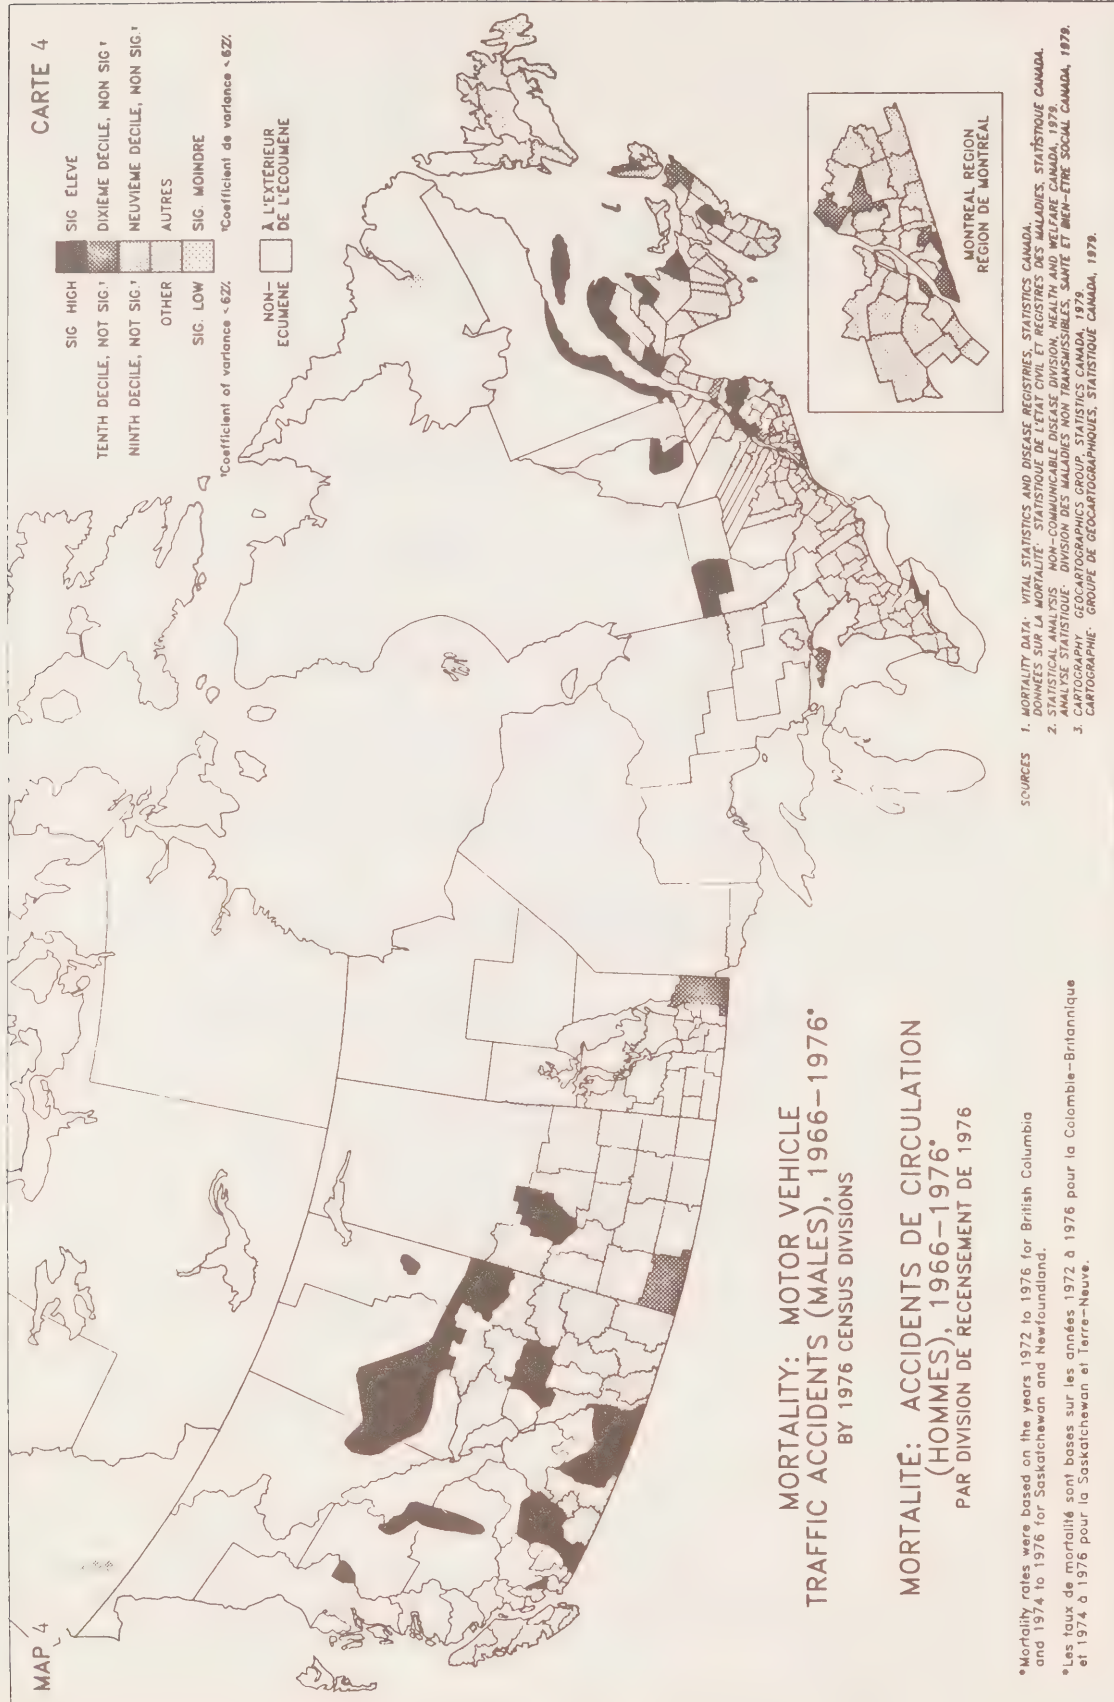 MAP 4
CARTE 4
SIG HIGH
SIG ÉLEVÉ
TENTH DECILE, NOT SIG.¹
DIXIÈME DÉCILE, NON SIG¹
NINTH DECILE, NOT SIG.¹
NEUVIÈME DÉCILE, NON SIG.¹
OTHER
AUTRES
SIG. LOW
SIG. MOINDRE
¹Coefficient of variance < 62%
¹Coefficient de variance < 62%
NON-
ECUMENE
À L'EXTÉRIEUR
DE L'ÉCOUMÈNE
MONTREAL REGION
RÉGION DE MONTRÉAL
MORTALITY: MOTOR VEHICLE
TRAFFIC ACCIDENTS (MALES), 1966-1976*
BY 1976 CENSUS DIVISIONS
MORTALITÉ: ACCIDENTS DE CIRCULATION
(HOMMES), 1966-1976*
PAR DIVISION DE RECENSEMENT DE 1976
*Mortality rates were based on the years 1972 to 1976 for British Columbia
and 1974 to 1976 for Saskatchewan and Newfoundland.
*Les taux de mortalité sont bases sur les années 1972 à 1976 pour la Colombie-Britannique
et 1974 à 1976 pour la Saskatchewan et Terre-Neuve.
SOURCES 1. MORTALITY DATA: VITAL STATISTICS AND DISEASE REGISTRIES, STATISTICS CANADA.
DONNÉES SUR LA MORTALITÉ: STATISTIQUE DE L'ÉTAT CIVIL ET REGISTRES DES MALADIES, STATISTIQUE CANADA.
2. STATISTICAL ANALYSIS NON-COMMUNICABLE DISEASE DIVISION, HEALTH AND WELFARE CANADA, 1979.
ANALYSE STATISTIQUE: DIVISION DES MALADIES NON TRANSMISSIBLES, SANTÉ ET BIEN-ÊTRE SOCIAL CANADA, 1979.
3. CARTOGRAPHY GEOCARTOGRAPHICS GROUP, STATISTICS CANADA, 1979.
CARTOGRAPHIE: GROUPE DE GÉOCARTOGRAPHIQUES, STATISTIQUE CANADA, 1979.